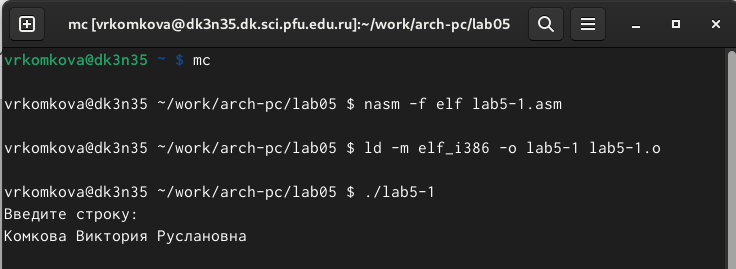 mc [vrkomkova@dk3n35.dk.sci.pfu.edu.ru]:~/work/arch-pc/lab05
vrkomkova@dk3n35 ~ $ mc
vrkomkova@dk3n35 ~/work/arch-pc/lab05 $ nasm -f elf lab5-1.asm
vrkomkova@dk3n35 ~/work/arch-pc/lab05 $ ld -m elf_i386 -o lab5-1 lab5-1.o
vrkomkova@dk3n35 ~/work/arch-pc/lab05 $ ./lab5-1
Введите строку:
Комкова Виктория Руслановна